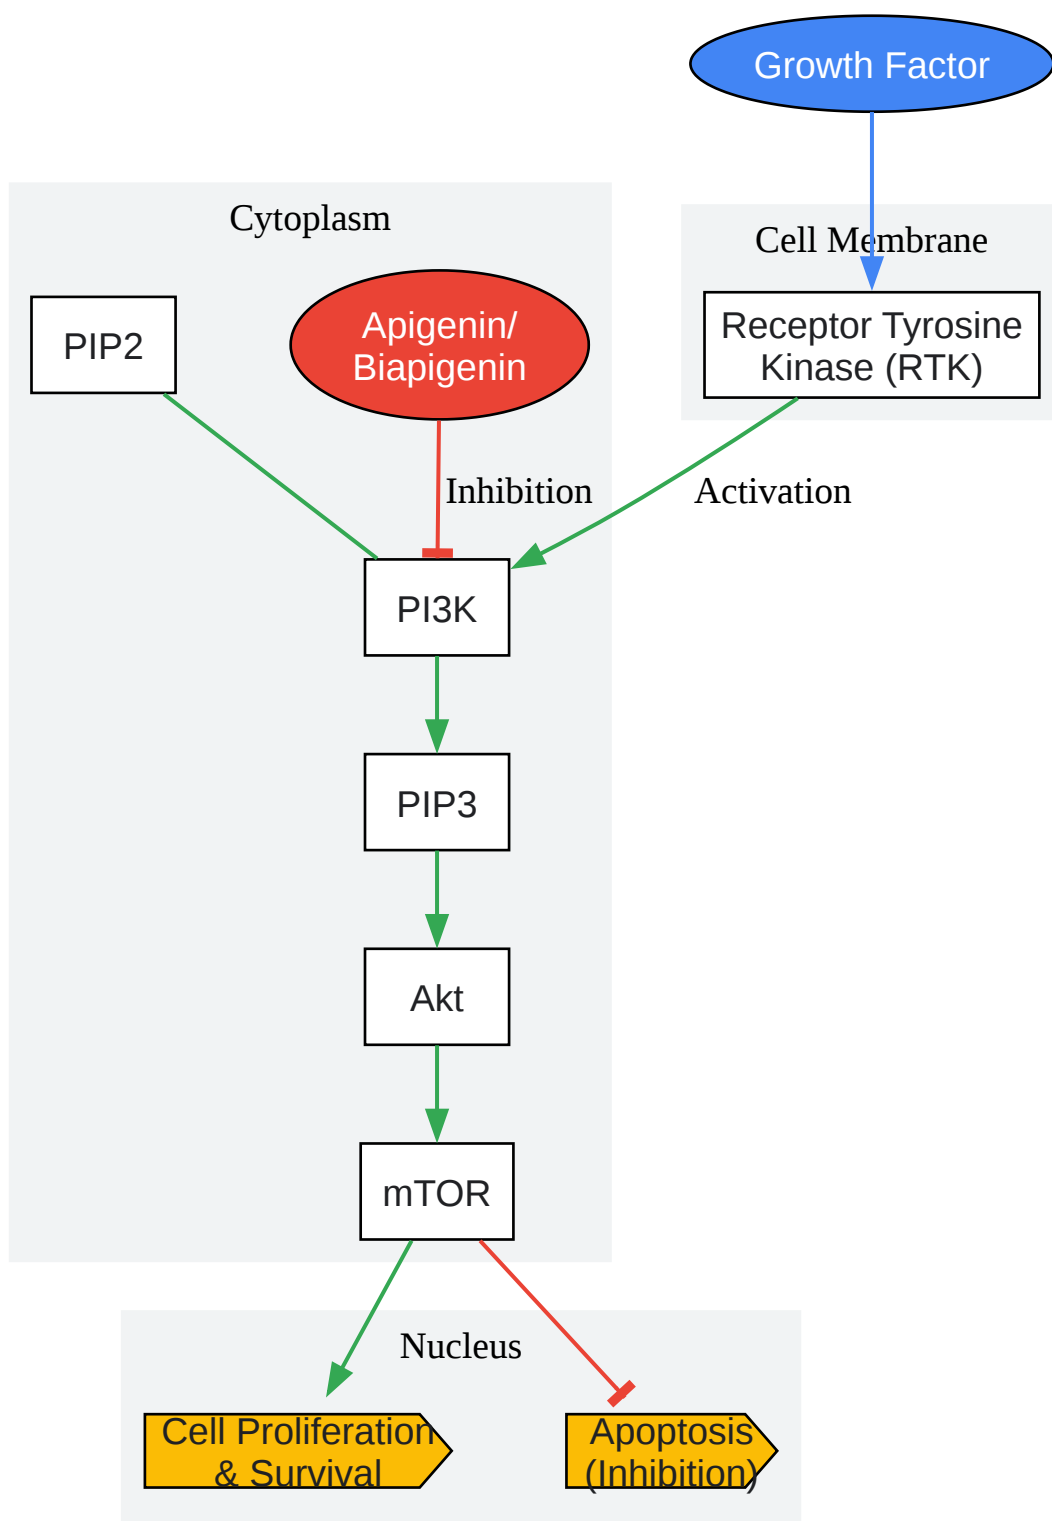 Growth Factor
Cytoplasm
Cell Membrane
PIP2
Apigenin/
Biapigenin
Receptor Tyrosine
Kinase (RTK)
Inhibition
Activation
PI3K
PIP3
Akt
mTOR
Nucleus
Cell Proliferation
& Survival
Apoptosis
(Inhibition)